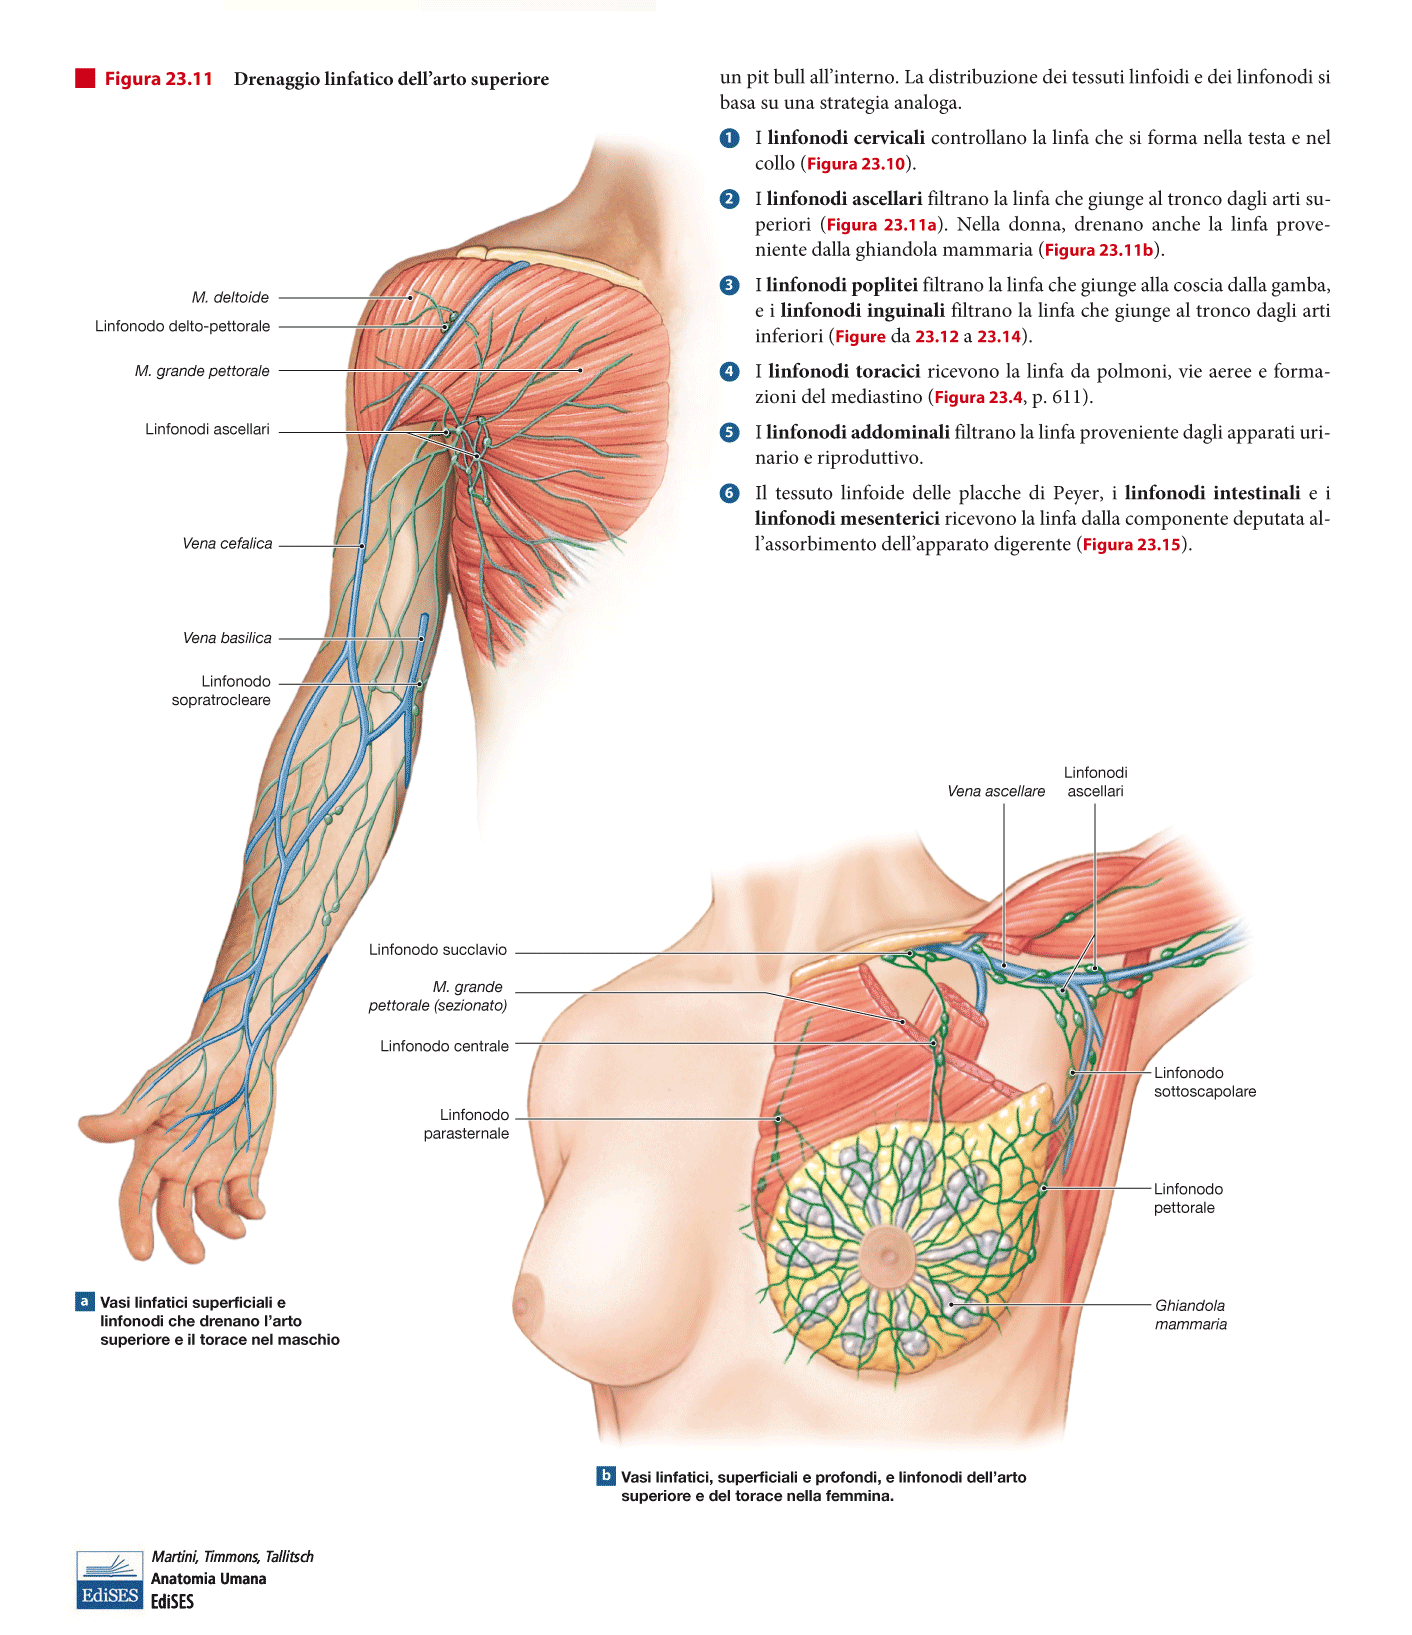 Figura 23.11 Drenaggio linfatico dell’arto superiore
M. deltoide
Linfonodo delto-pettorale
M. grande pettorale
Linfonodi ascellari
Vena cefalica
Vena basilica
Linfonodo
sopratrocleare
a Vasi linfatici superficiali e
linfonodi che drenano l’arto
superiore e il torace nel maschio
un pit bull all’interno. La distribuzione dei tessuti linfoidi e dei linfonodi si
basa su una strategia analoga.
1 I linfonodi cervicali controllano la linfa che si forma nella testa e nel
collo (Figura 23.10).
2 I linfonodi ascellari filtrano la linfa che giunge al tronco dagli arti su-
periori (Figura 23.11a). Nella donna, drenano anche la linfa prove-
niente dalla ghiandola mammaria (Figura 23.11b).
3 I linfonodi poplitei filtrano la linfa che giunge alla coscia dalla gamba,
e i linfonodi inguinali filtrano la linfa che giunge al tronco dagli arti
inferiori (Figure da 23.12 a 23.14).
4 I linfonodi toracici ricevono la linfa da polmoni, vie aeree e forma-
zioni del mediastino (Figura 23.4, p. 611).
5 I linfonodi addominali filtrano la linfa proveniente dagli apparati uri-
nario e riproduttivo.
6 Il tessuto linfoide delle placche di Peyer, i linfonodi intestinali e i
linfonodi mesenterici ricevono la linfa dalla componente deputata al-
l’assorbimento dell’apparato digerente (Figura 23.15).
Vena ascellare
Linfonodi
ascellari
Linfonodo succlavio
M. grande
pettorale (sezionato)
Linfonodo centrale
Linfonodo
parasternale
Linfonodo
sottoscapolare
Linfonodo
pettorale
Ghiandola
mammaria
b Vasi linfatici, superficiali e profondi, e linfonodi dell’arto
superiore e del torace nella femmina.
EdiSES
Martini, Timmons, Tallitsch
Anatomia Umana
EdiSES